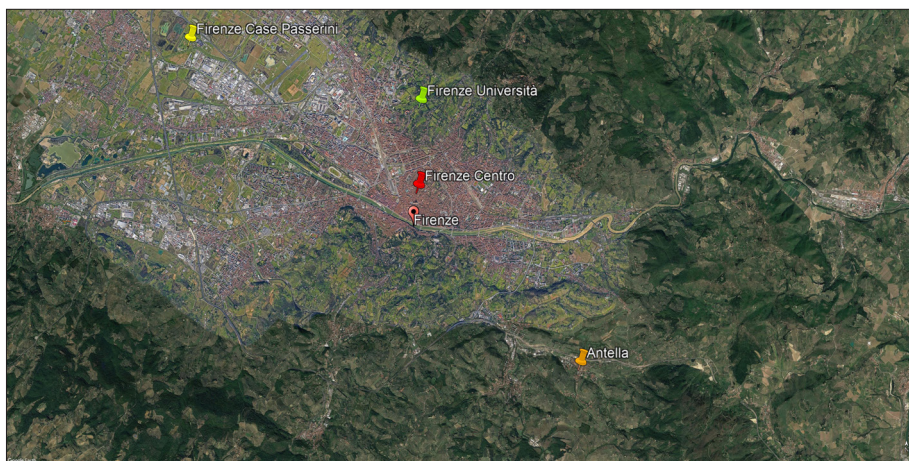 Firenze Case Passerini
Firenze Università
Firenze Centro
Firenze
Antella